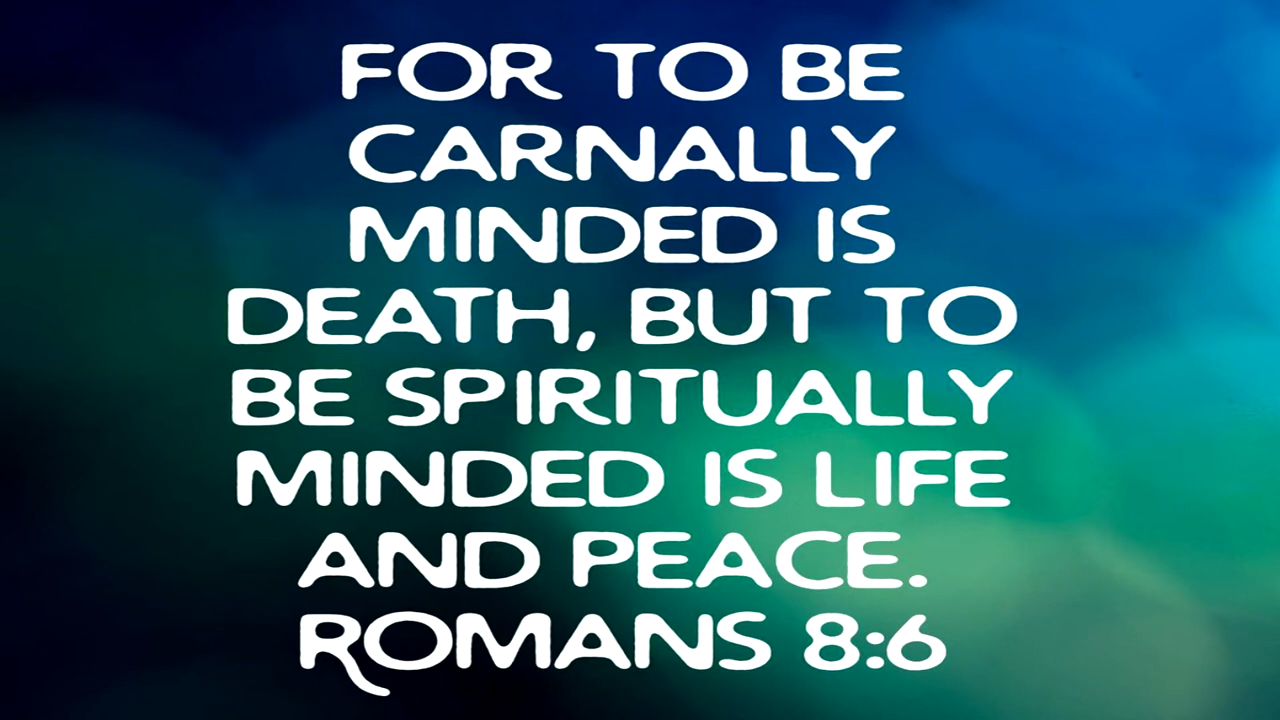 FOR TO BE
CARNALLY
MINDED IS
DEATH, BUT TO
BE SPIRITUALLY
MINDED IS LIFE
AND PEACE.
ROMANS 8:6